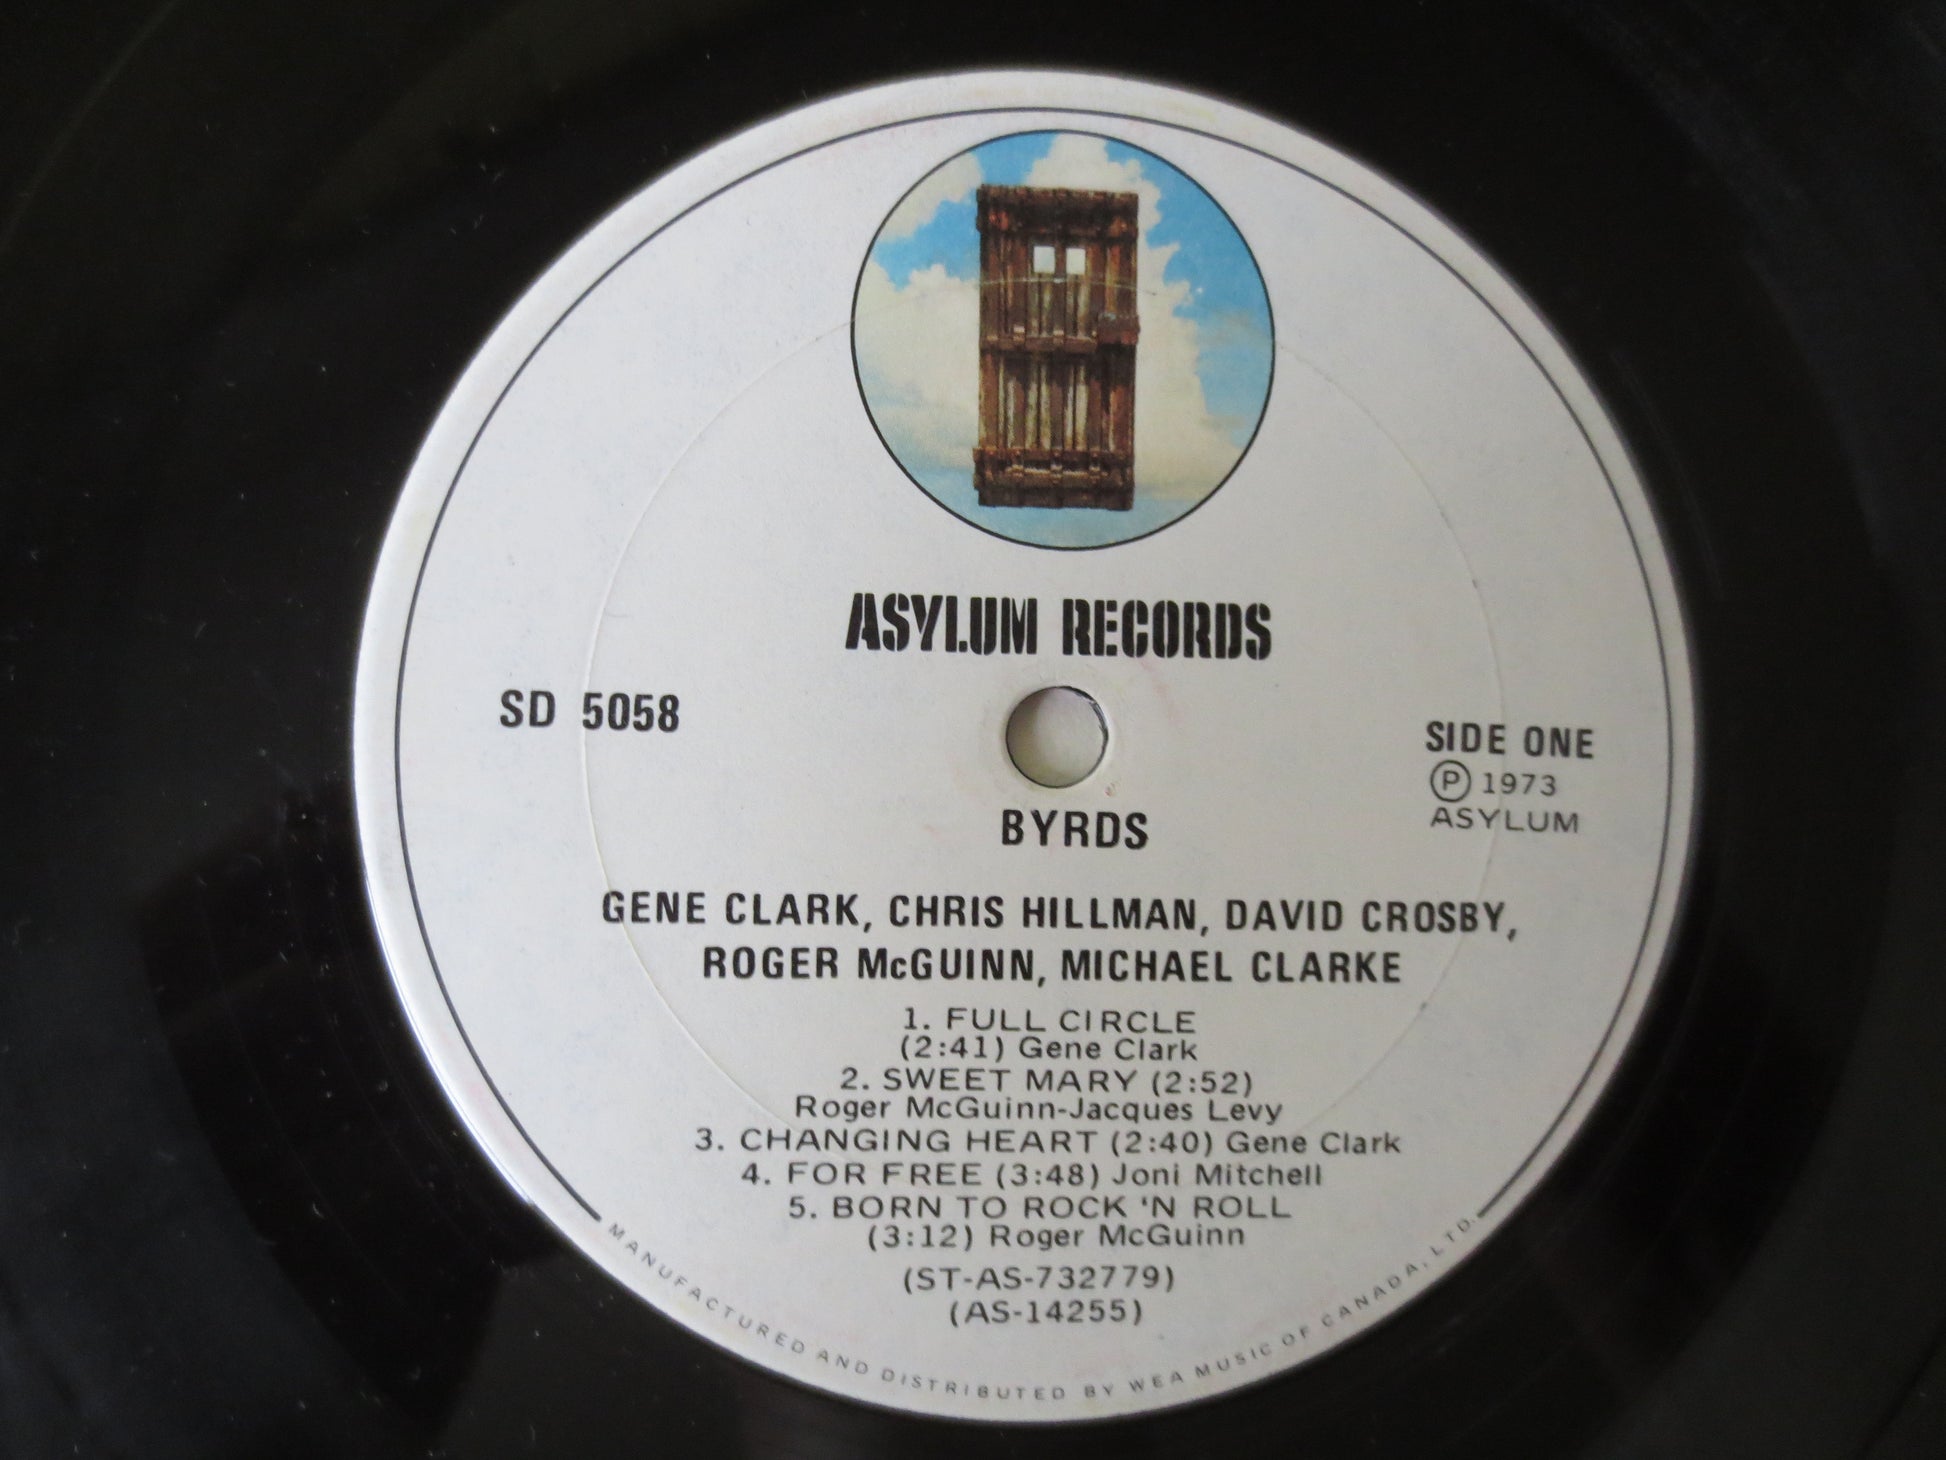 ASYLUM RECORDS
SD 5058
SIDE ONE
Ⓟ 1973
ASYLUM
BYRDS
GENE CLARK, CHRIS HILLMAN, DAVID CROSBY,
ROGER McGUINN, MICHAEL CLARKE
1. FULL CIRCLE
(2:41) Gene Clark
2. SWEET MARY (2:52)
Roger McGuinn-Jacques Levy
3. CHANGING HEART (2:40) Gene Clark
4. FOR FREE (3:48) Joni Mitchell
5. BORN TO ROCK 'N ROLL
(3:12) Roger McGuinn
(ST-AS-732779)
(AS-14255)
MANUFACTURED AND DISTRIBUTED BY WEA MUSIC OF CANADA, LTD.